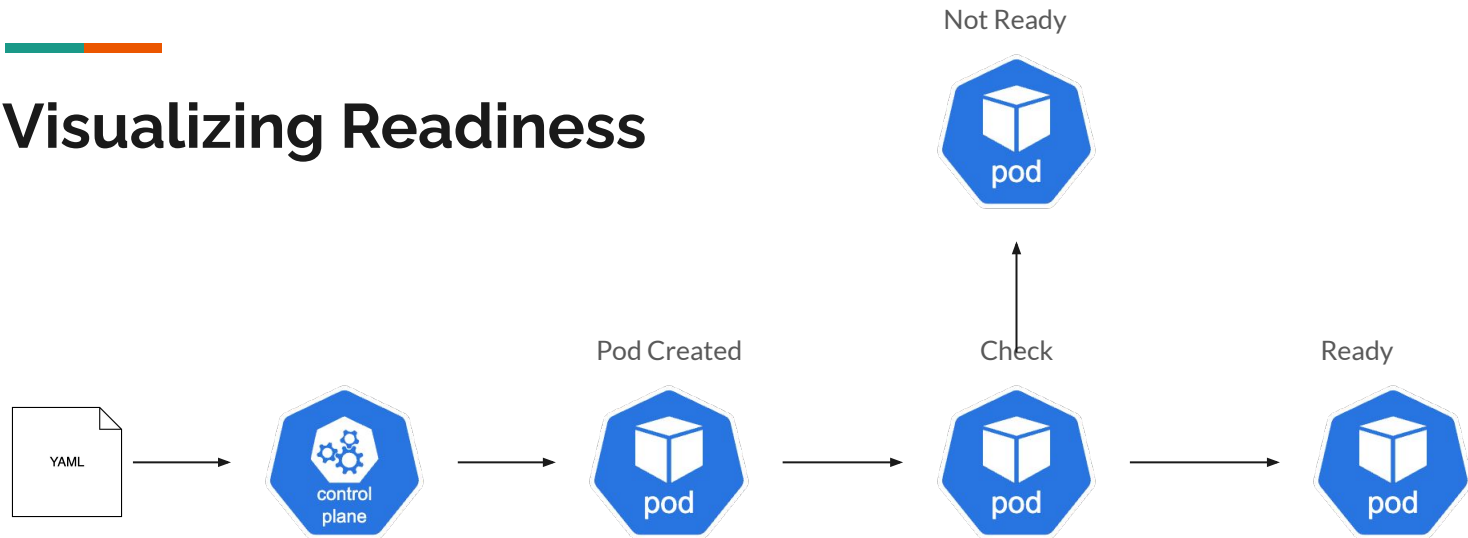 Visualizing Readiness
Not Ready
pod
Pod Created
Check
Ready
YAML
control
plane
pod
pod
pod